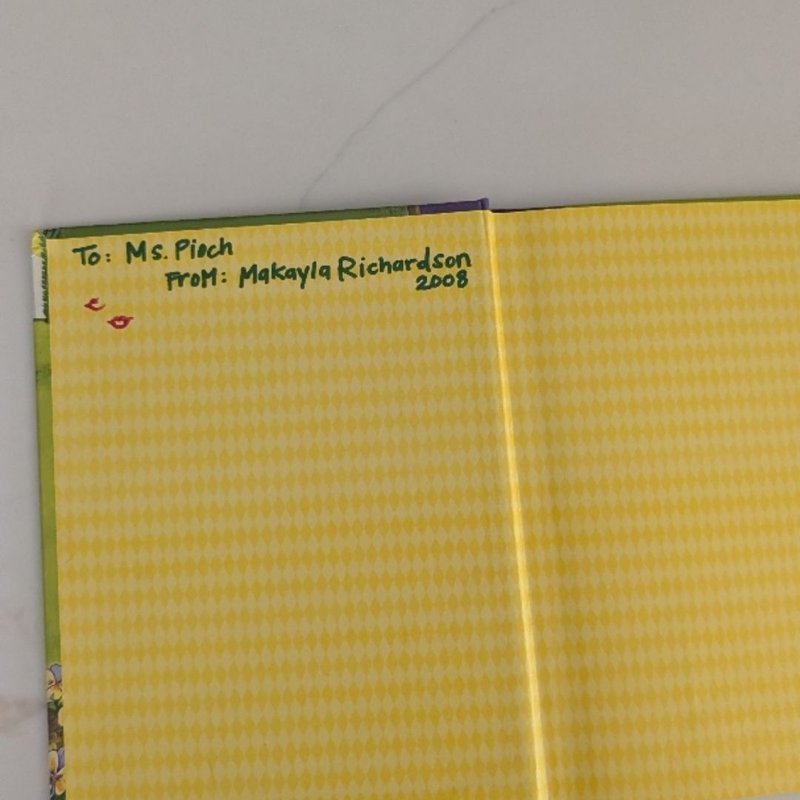 To: Ms. Pioch
FroM: Makayla Richardson
2008